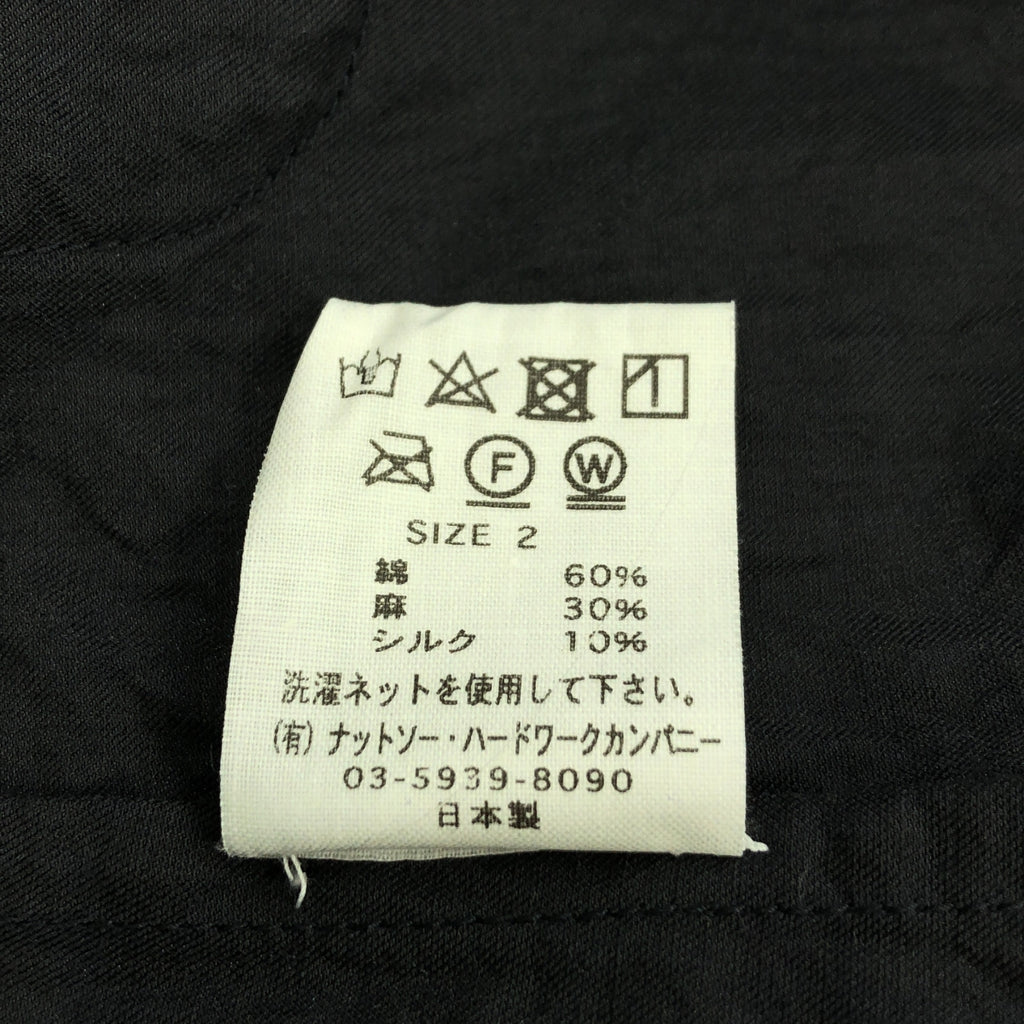 F W
SIZE 2
綿 60%
麻 30%
シルク 10%
洗濯ネットを使用して下さい。
(有) ナットソー・ハードワークカンパニー
03-5939-8090
日本製